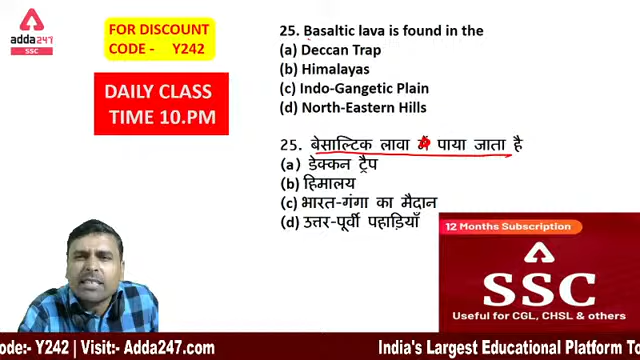 adda247
SSC
FOR DISCOUNT
CODE - Y242
DAILY CLASS
TIME 10.PM
25. Basaltic lava is found in the
(a) Deccan Trap
(b) Himalayas
(c) Indo-Gangetic Plain
(d) North-Eastern Hills
25. बेसाल्टिक लावा में पाया जाता है
(a) डेक्कन ट्रैप
(b) हिमालय
(c) भारत-गंगा का मैदान
(d) उत्तर-पूर्वी पहाड़ियाँ
12 Months Subscription
SSC
Useful for CGL, CHSL & others
ode:- Y242 | Visit:- Adda247.com
India's Largest Educational Platform To